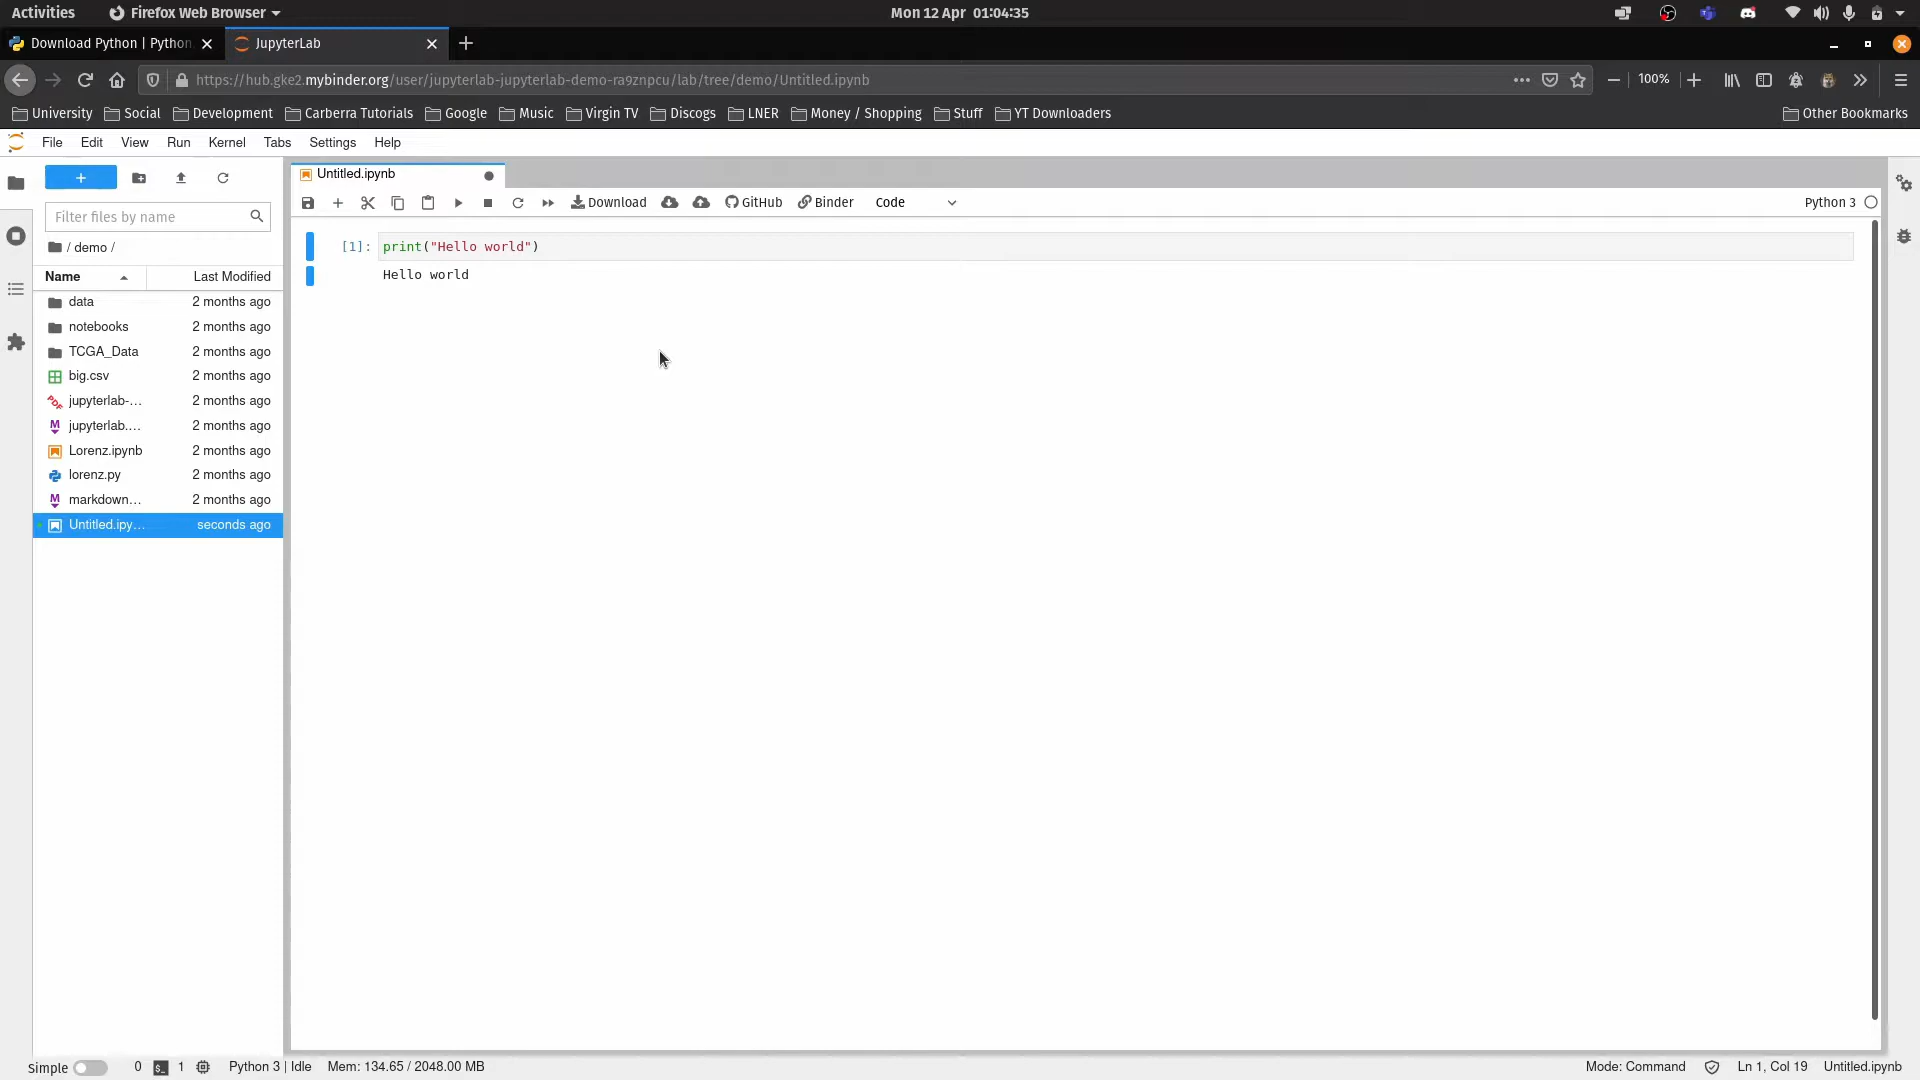 Activities Firefox Web Browser Mon 12 Apr 01:04:35
Download Python | Python. JupyterLab
https://hub.gke2.mybinder.org/user/jupyterlab-jupyterlab-demo-ra9znpcu/lab/tree/demo/Untitled.ipynb 100%
University Social Development Carberra Tutorials Google Music Virgin TV Discogs LNER Money / Shopping Stuff YT Downloaders Other Bookmarks
File Edit View Run Kernel Tabs Settings Help
Untitled.ipynb
Download GitHub Binder Code Python 3
Filter files by name
/ demo /
[1]: print("Hello world")
Hello world
Name Last Modified
data 2 months ago
notebooks 2 months ago
TCGA_Data 2 months ago
big.csv 2 months ago
jupyterlab-... 2 months ago
jupyterlab.... 2 months ago
Lorenz.ipynb 2 months ago
lorenz.py 2 months ago
markdown... 2 months ago
Untitled.ipy... seconds ago
Simple 0 1 Python 3 | Idle Mem: 134.65 / 2048.00 MB Mode: Command Ln 1, Col 19 Untitled.ipynb